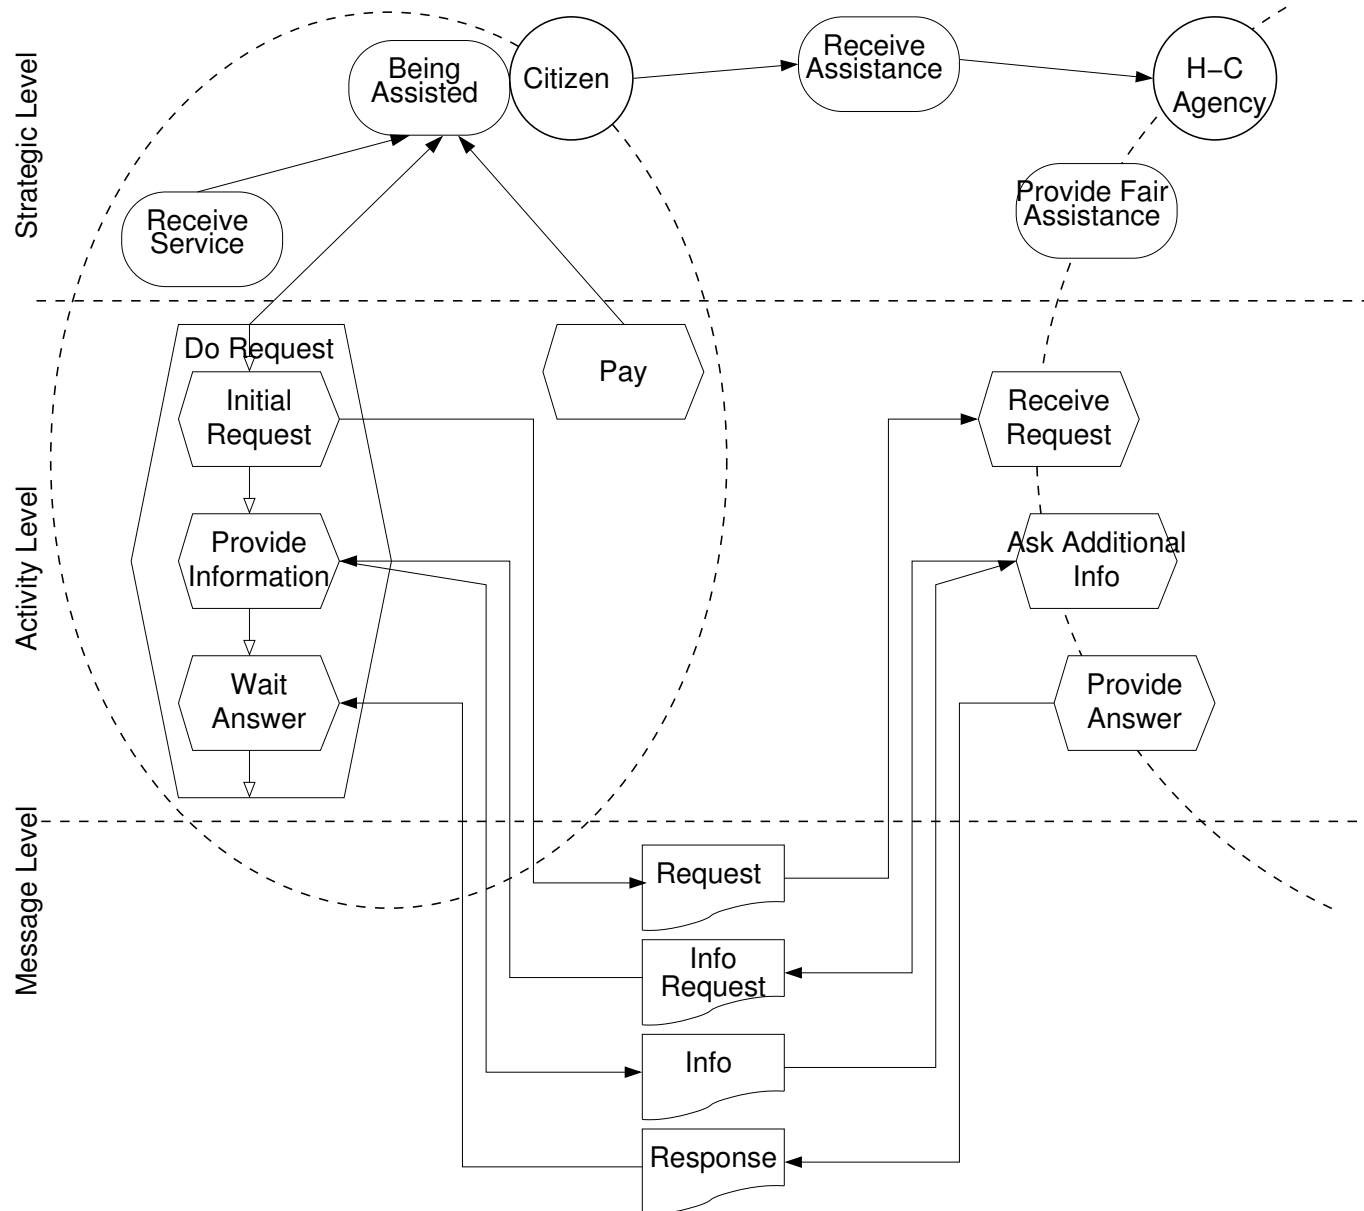 Strategic Level
Being
Assisted
Citizen
Receive
Assistance
H−C
Agency
Receive
Service
Provide Fair
Assistance
Activity Level
Do Request
Initial
Request
Pay
Receive
Request
Provide
Information
Ask Additional
Info
Wait
Answer
Provide
Answer
Message Level
Request
Info
Request
Info
Response